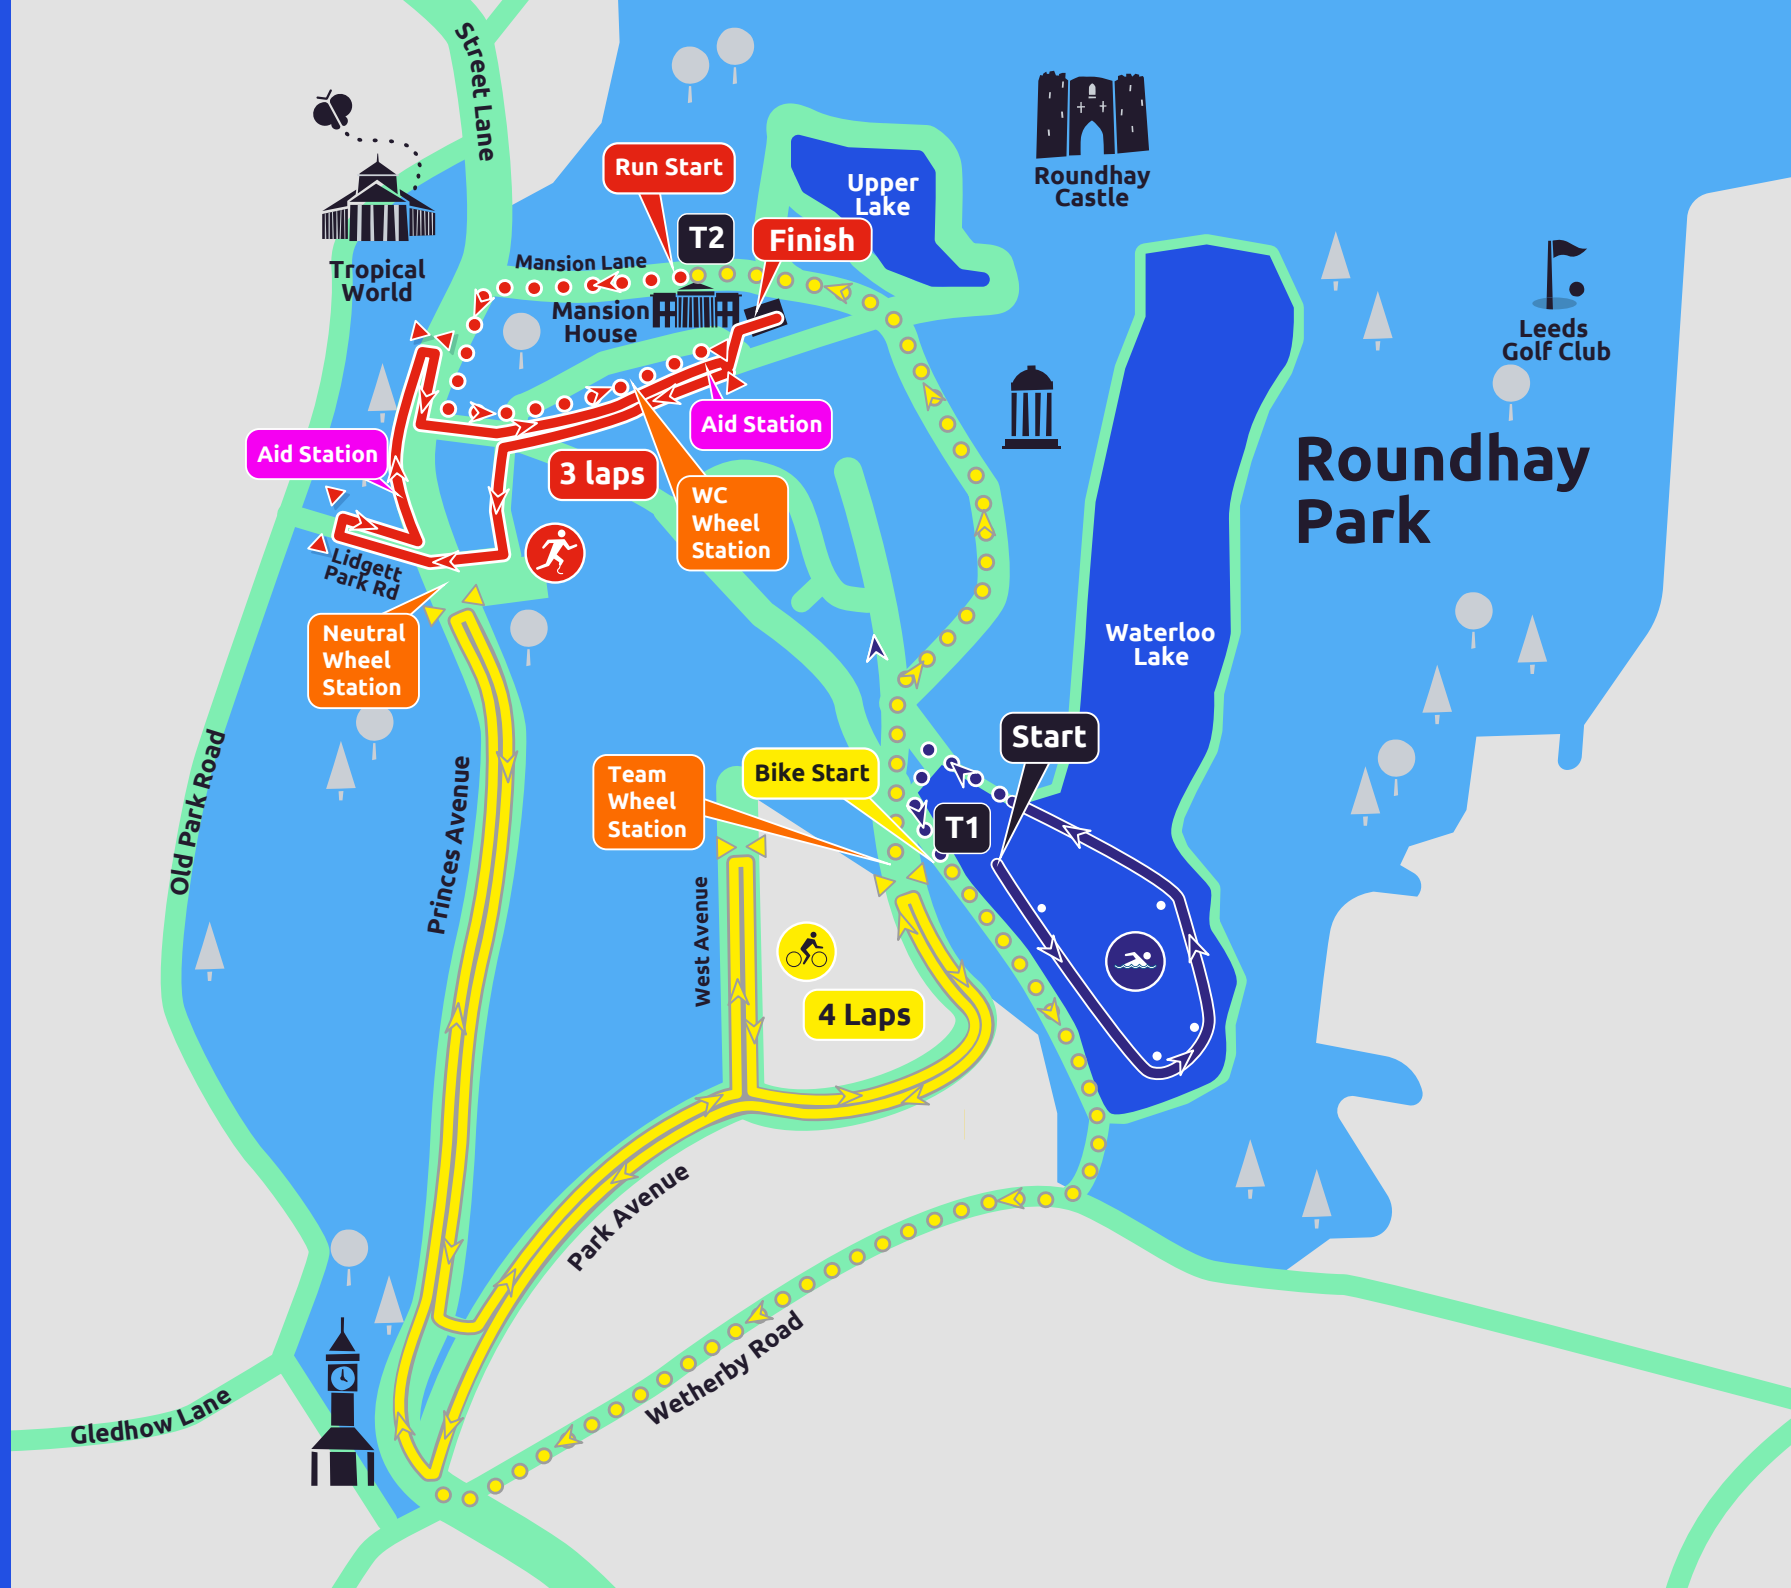 Street Lane
Run Start
T2
Finish
Upper
Lake
Roundhay
Castle
Tropical
World
Mansion Lane
Mansion
House
Leeds
Golf Club
Aid Station
Aid Station
3 laps
WC
Wheel
Station
Roundhay
Park
Lidgett
Park Rd
Neutral
Wheel
Station
Waterloo
Lake
Start
Old Park Road
Princes Avenue
Team
Wheel
Station
Bike Start
T1
West Avenue
4 Laps
Park Avenue
Wetherby Road
Gledhow Lane